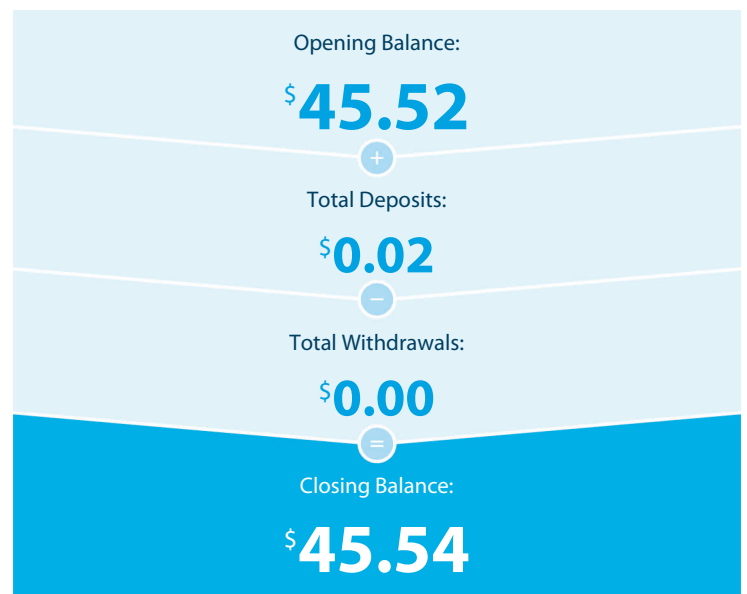 Opening Balance:
$45.52
+
Total Deposits:
$0.02
−
Total Withdrawals:
$0.00
=
Closing Balance:
$45.54